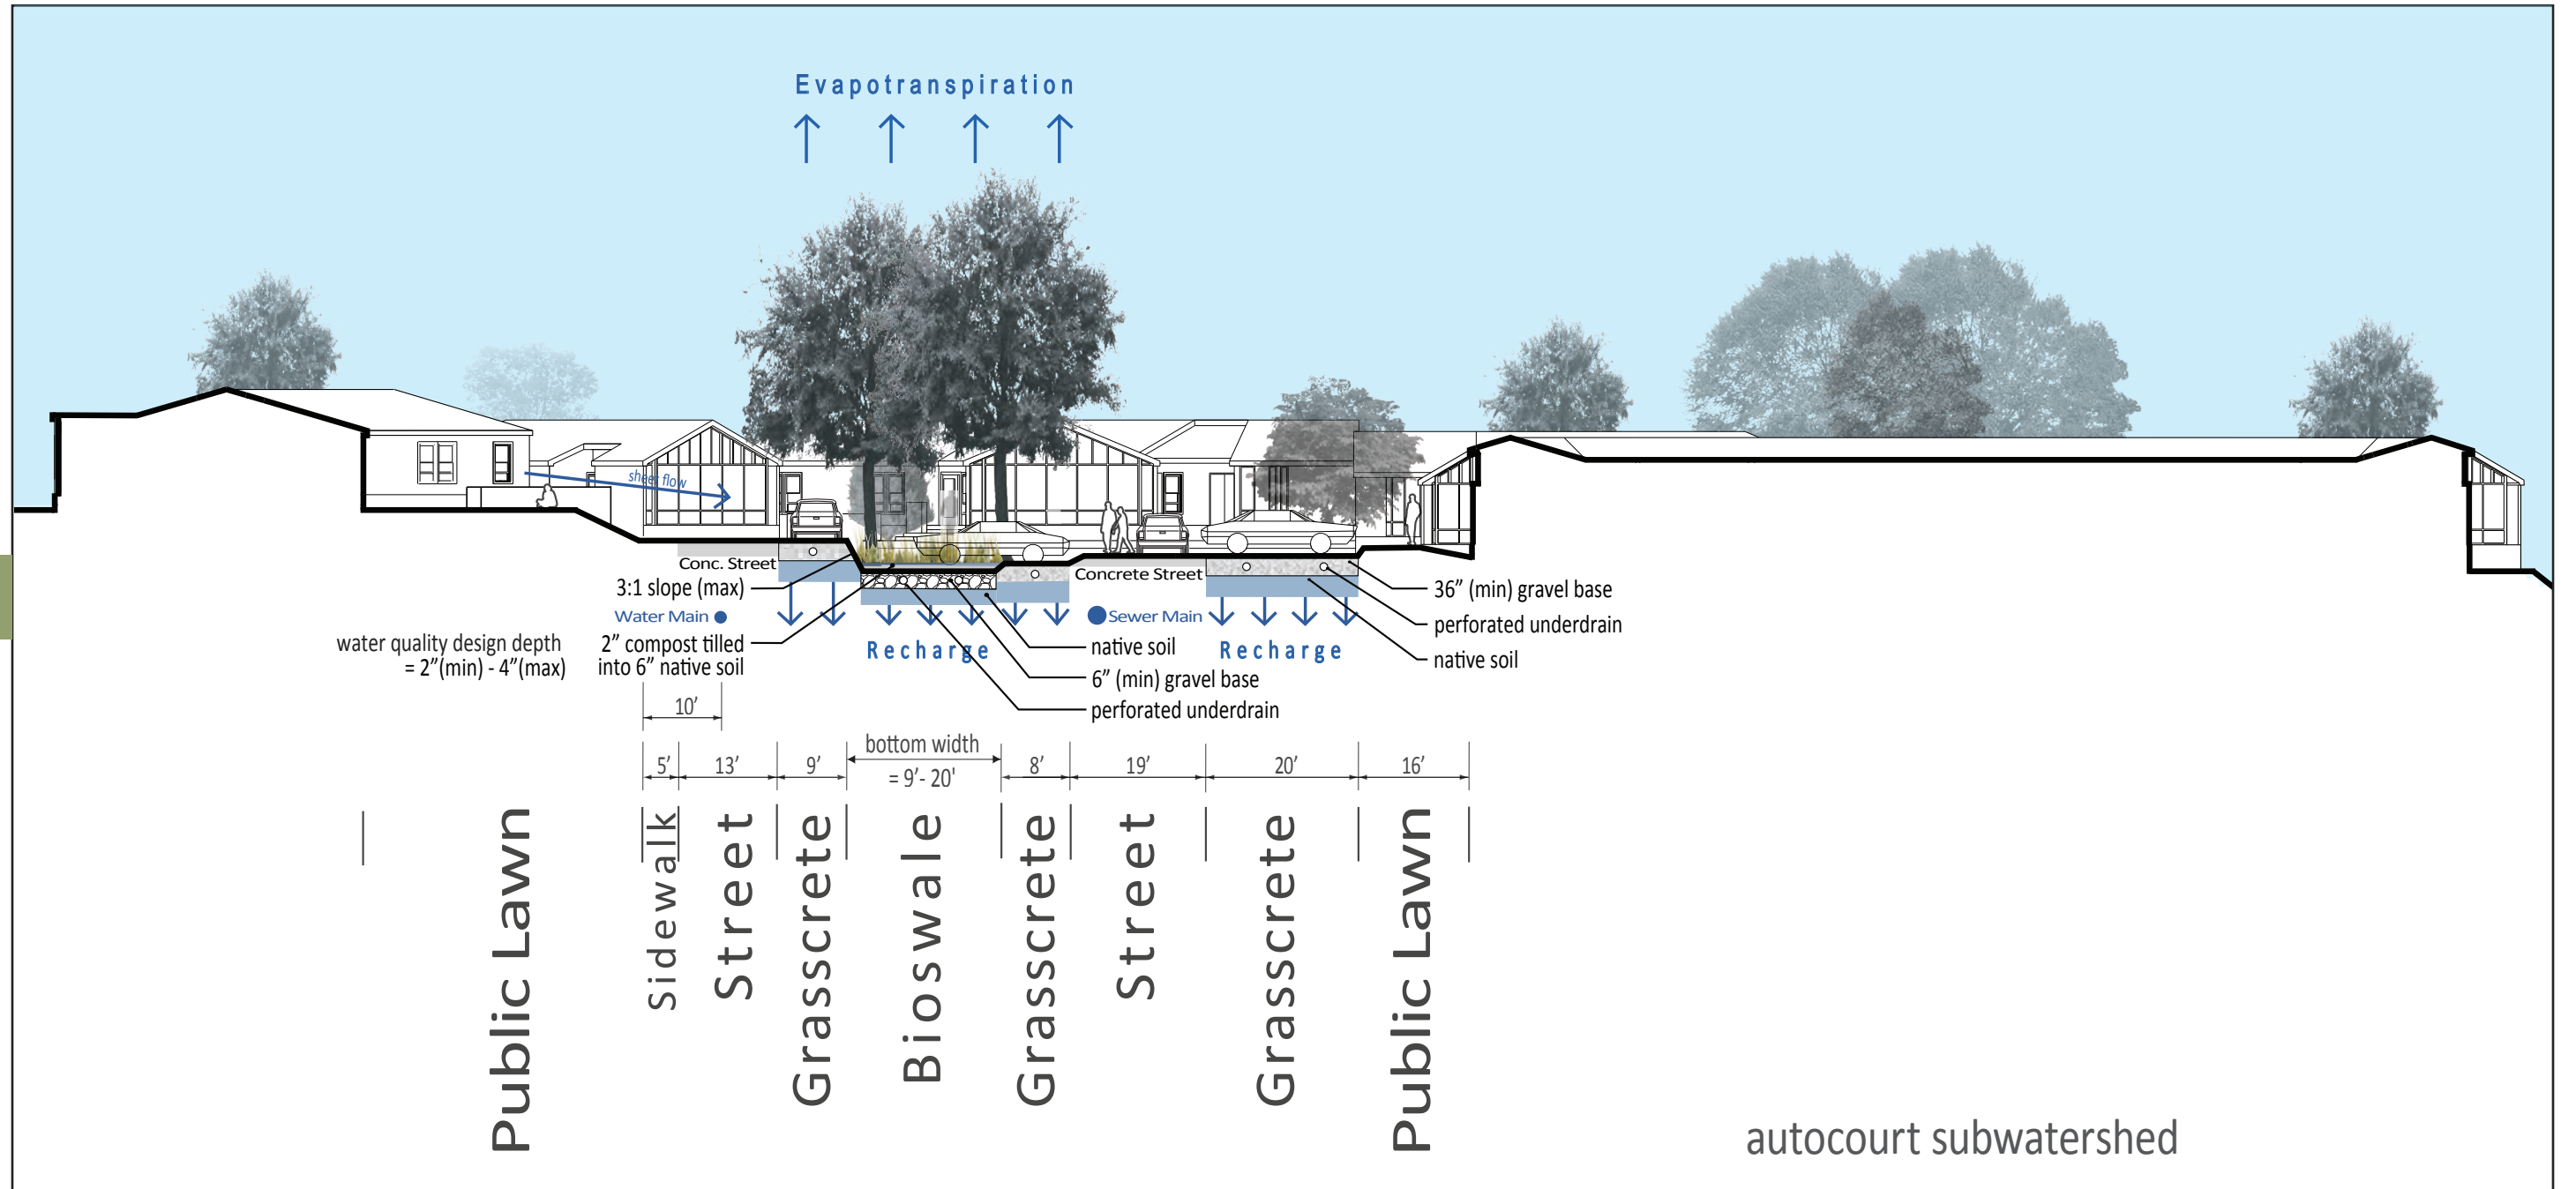 Evapotranspiration
sheet flow
Conc. Street
3:1 slope (max)
Water Main
water quality design depth
= 2”(min) - 4”(max)
2” compost tilled
into 6” native soil
Recharge
Concrete Street
Sewer Main
native soil
6” (min) gravel base
perforated underdrain
Recharge
36” (min) gravel base
perforated underdrain
native soil
10’
5’
13’
9’
bottom width
= 9’- 20'
8’
19’
20’
16’
Public Lawn
Sidewalk
Street
Grasscrete
Bioswale
Grasscrete
Street
Grasscrete
Public Lawn
autocourt subwatershed